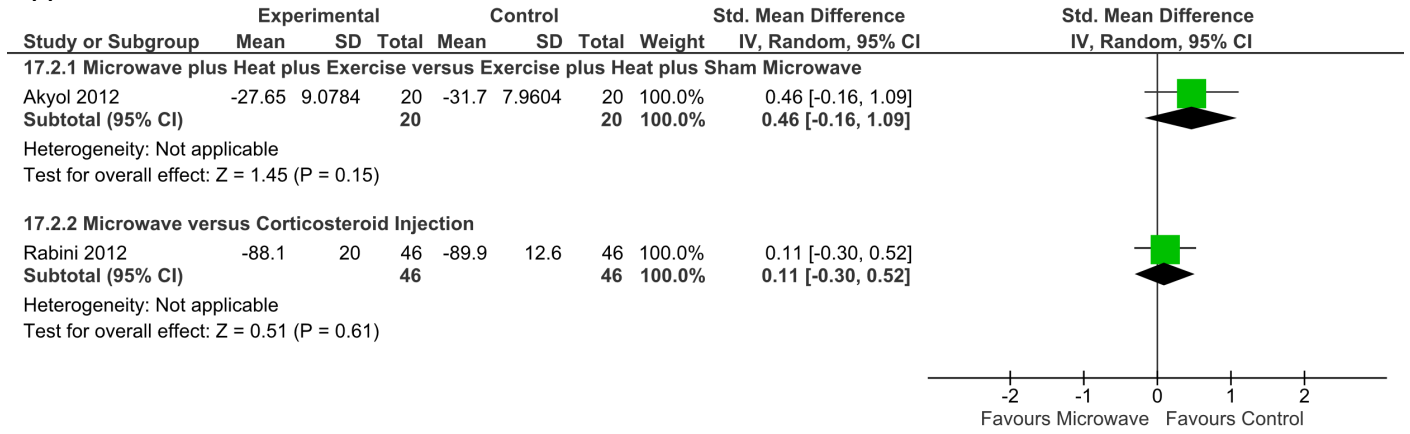 Experimental Control Std. Mean Difference Std. Mean Difference
Study or Subgroup Mean SD Total Mean SD Total Weight IV, Random, 95% CI IV, Random, 95% CI
17.2.1 Microwave plus Heat plus Exercise versus Exercise plus Heat plus Sham Microwave
Akyol 2012 -27.65 9.0784 20 -31.7 7.9604 20 100.0% 0.46 [-0.16, 1.09]
Subtotal (95% CI) 20 20 100.0% 0.46 [-0.16, 1.09]
Heterogeneity: Not applicable
Test for overall effect: Z = 1.45 (P = 0.15)
17.2.2 Microwave versus Corticosteroid Injection
Rabini 2012 -88.1 20 46 -89.9 12.6 46 100.0% 0.11 [-0.30, 0.52]
Subtotal (95% CI) 46 46 100.0% 0.11 [-0.30, 0.52]
Heterogeneity: Not applicable
Test for overall effect: Z = 0.51 (P = 0.61)
-2 -1 0 1 2
Favours Microwave Favours Control